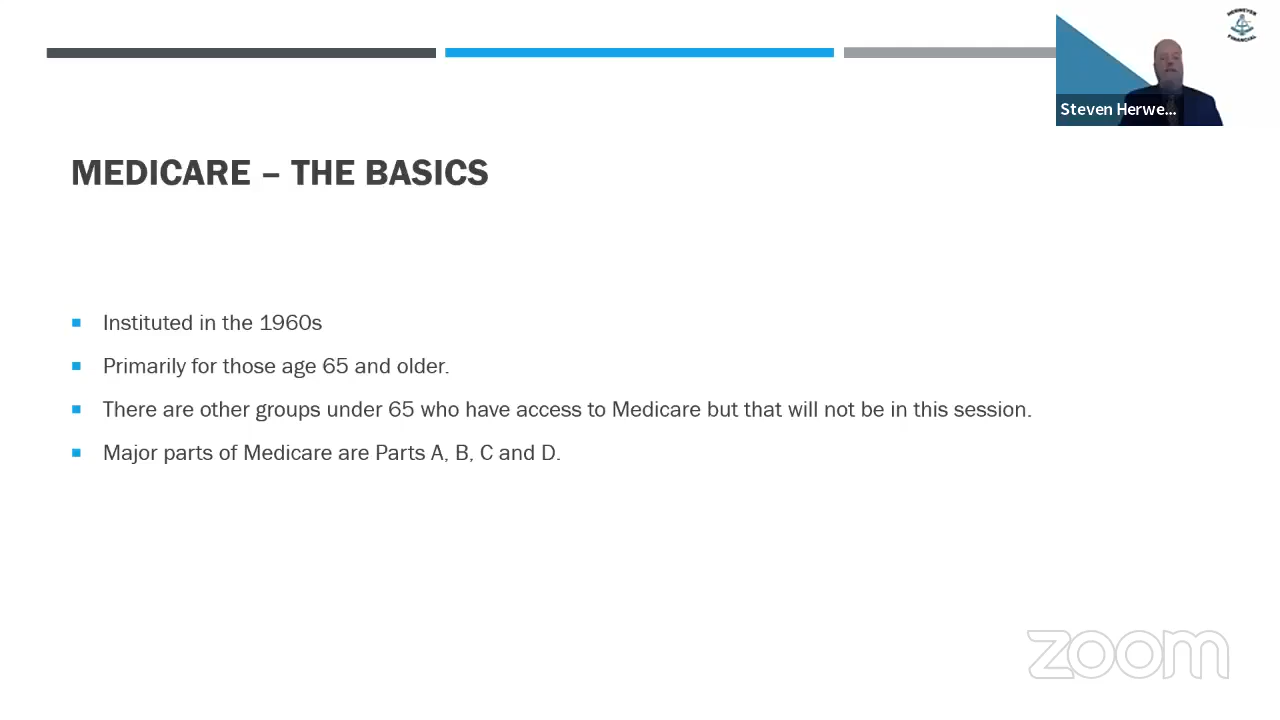 HERWEYER
FINANCIAL
Steven Herwe...
MEDICARE – THE BASICS
Instituted in the 1960s
Primarily for those age 65 and older.
There are other groups under 65 who have access to Medicare but that will not be in this session.
Major parts of Medicare are Parts A, B, C and D.
zoom